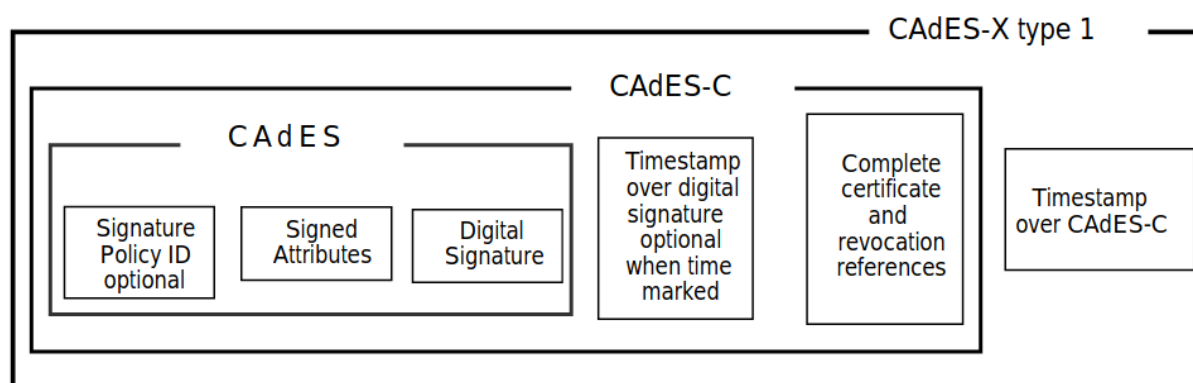 CAdES-X type 1
CAdES-C
CAdES
Signature
Policy ID
optional
Signed
Attributes
Digital
Signature
Timestamp
over digital
signature
optional
when time
marked
Complete
certificate
and
revocation
references
Timestamp
over CAdES-C